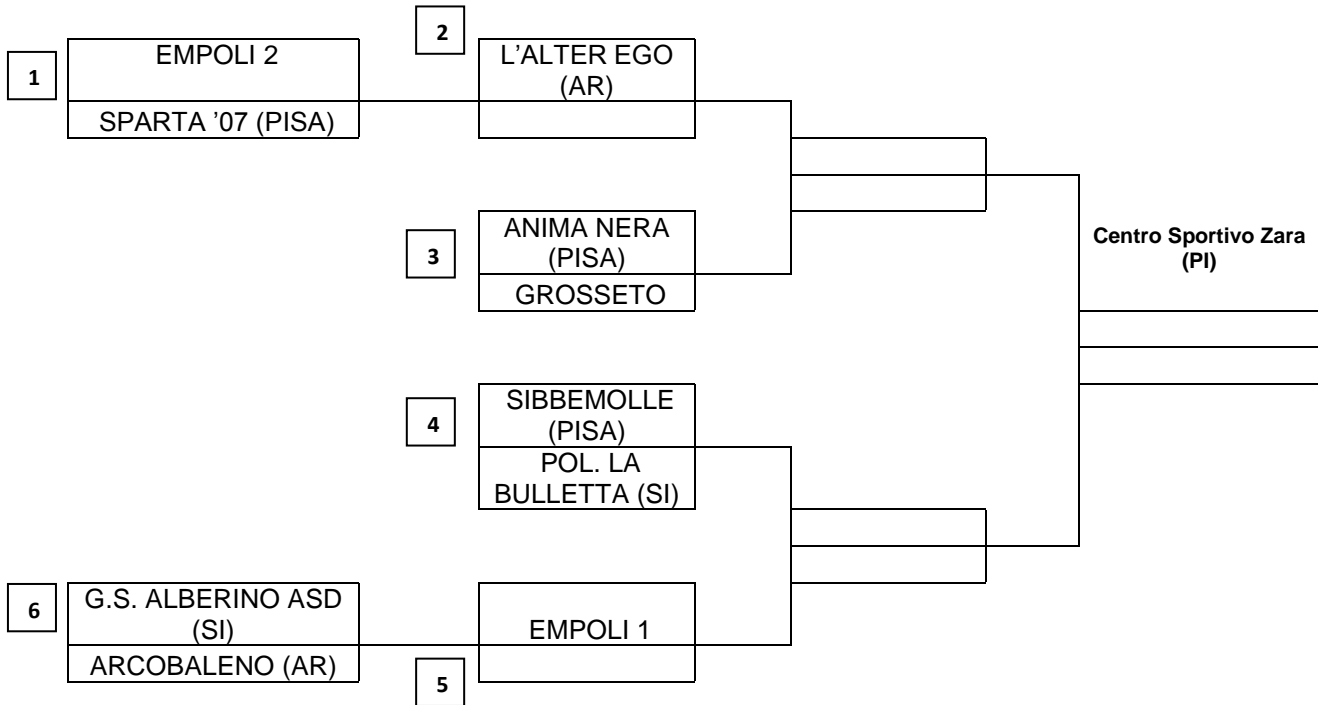 2
EMPOLI 2
L’ALTER EGO
(AR)
1
SPARTA ’07 (PISA)
ANIMA NERA
(PISA)
3
GROSSETO
Centro Sportivo Zara
(PI)
SIBBEMOLLE
(PISA)
4
POL. LA
BULLETTA (SI)
6
G.S. ALBERINO ASD
(SI)
EMPOLI 1
ARCOBALENO (AR)
5